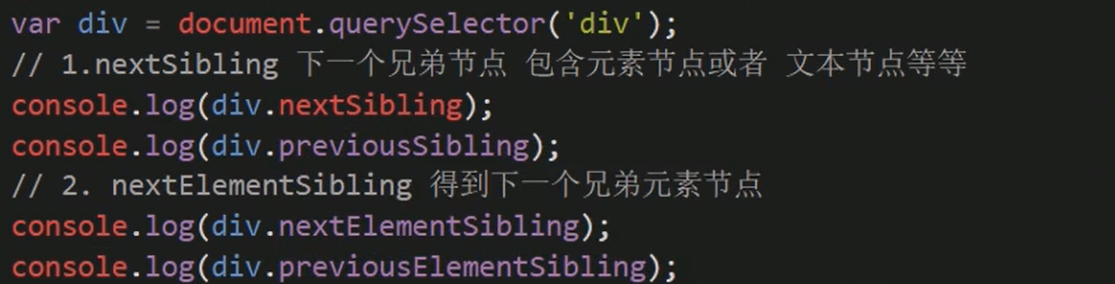 var div = document.querySelector('div');
// 1.nextSibling 下一个兄弟节点 包含元素节点或者 文本节点等等
console.log(div.nextSibling);
console.log(div.previousSibling);
// 2. nextElementSibling 得到下一个兄弟元素节点
console.log(div.nextElementSibling);
console.log(div.previousElementSibling);